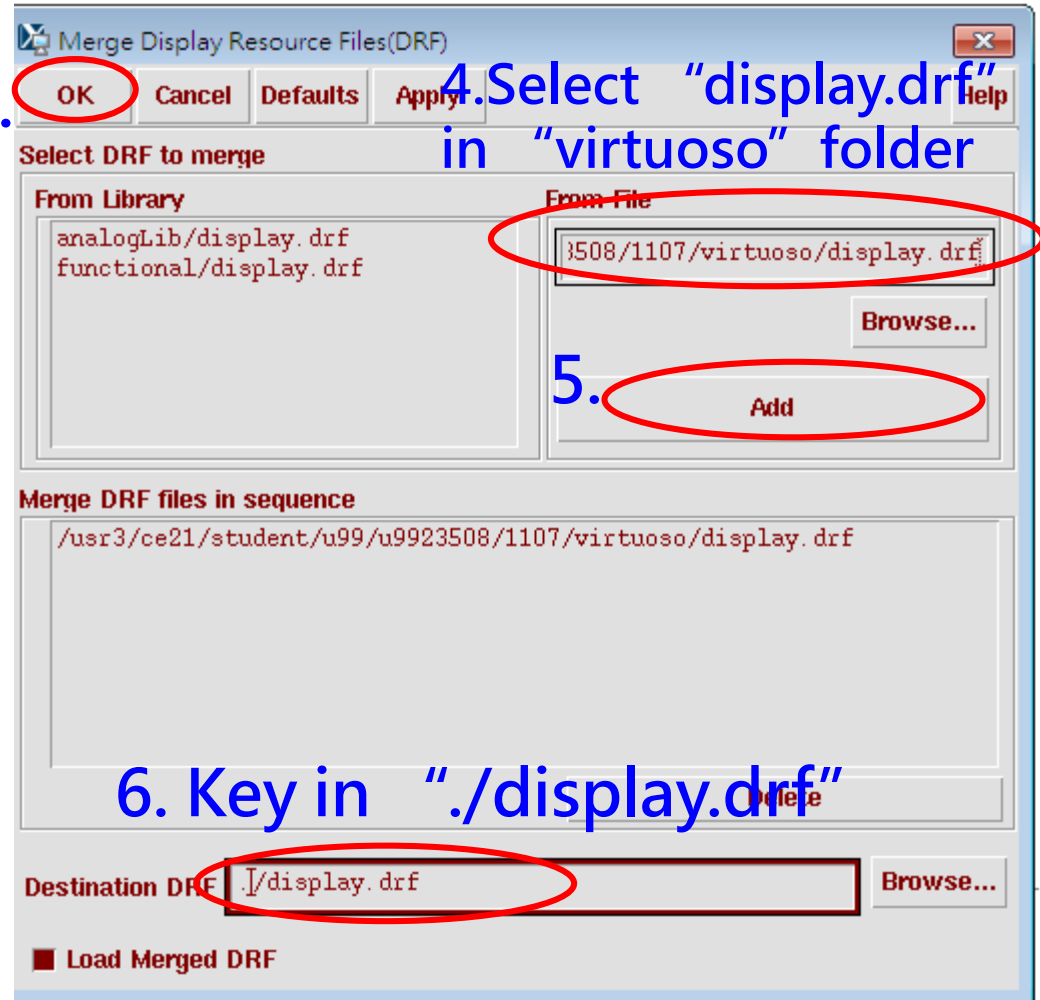 Merge Display Resource Files(DRF)
OK Cancel Defaults Apply Help
4.Select “display.drf”
in “virtuoso” folder
.
Select DRF to merge
From Library
From File
analogLib/display.drf
functional/display.drf
3508/1107/virtuoso/display.drf
Browse...
5.
Add
Merge DRF files in sequence
/usr3/ce21/student/u99/u9923508/1107/virtuoso/display.drf
6. Key in “./display.drf”
Delete
Destination DRF ./display.drf Browse...
Load Merged DRF